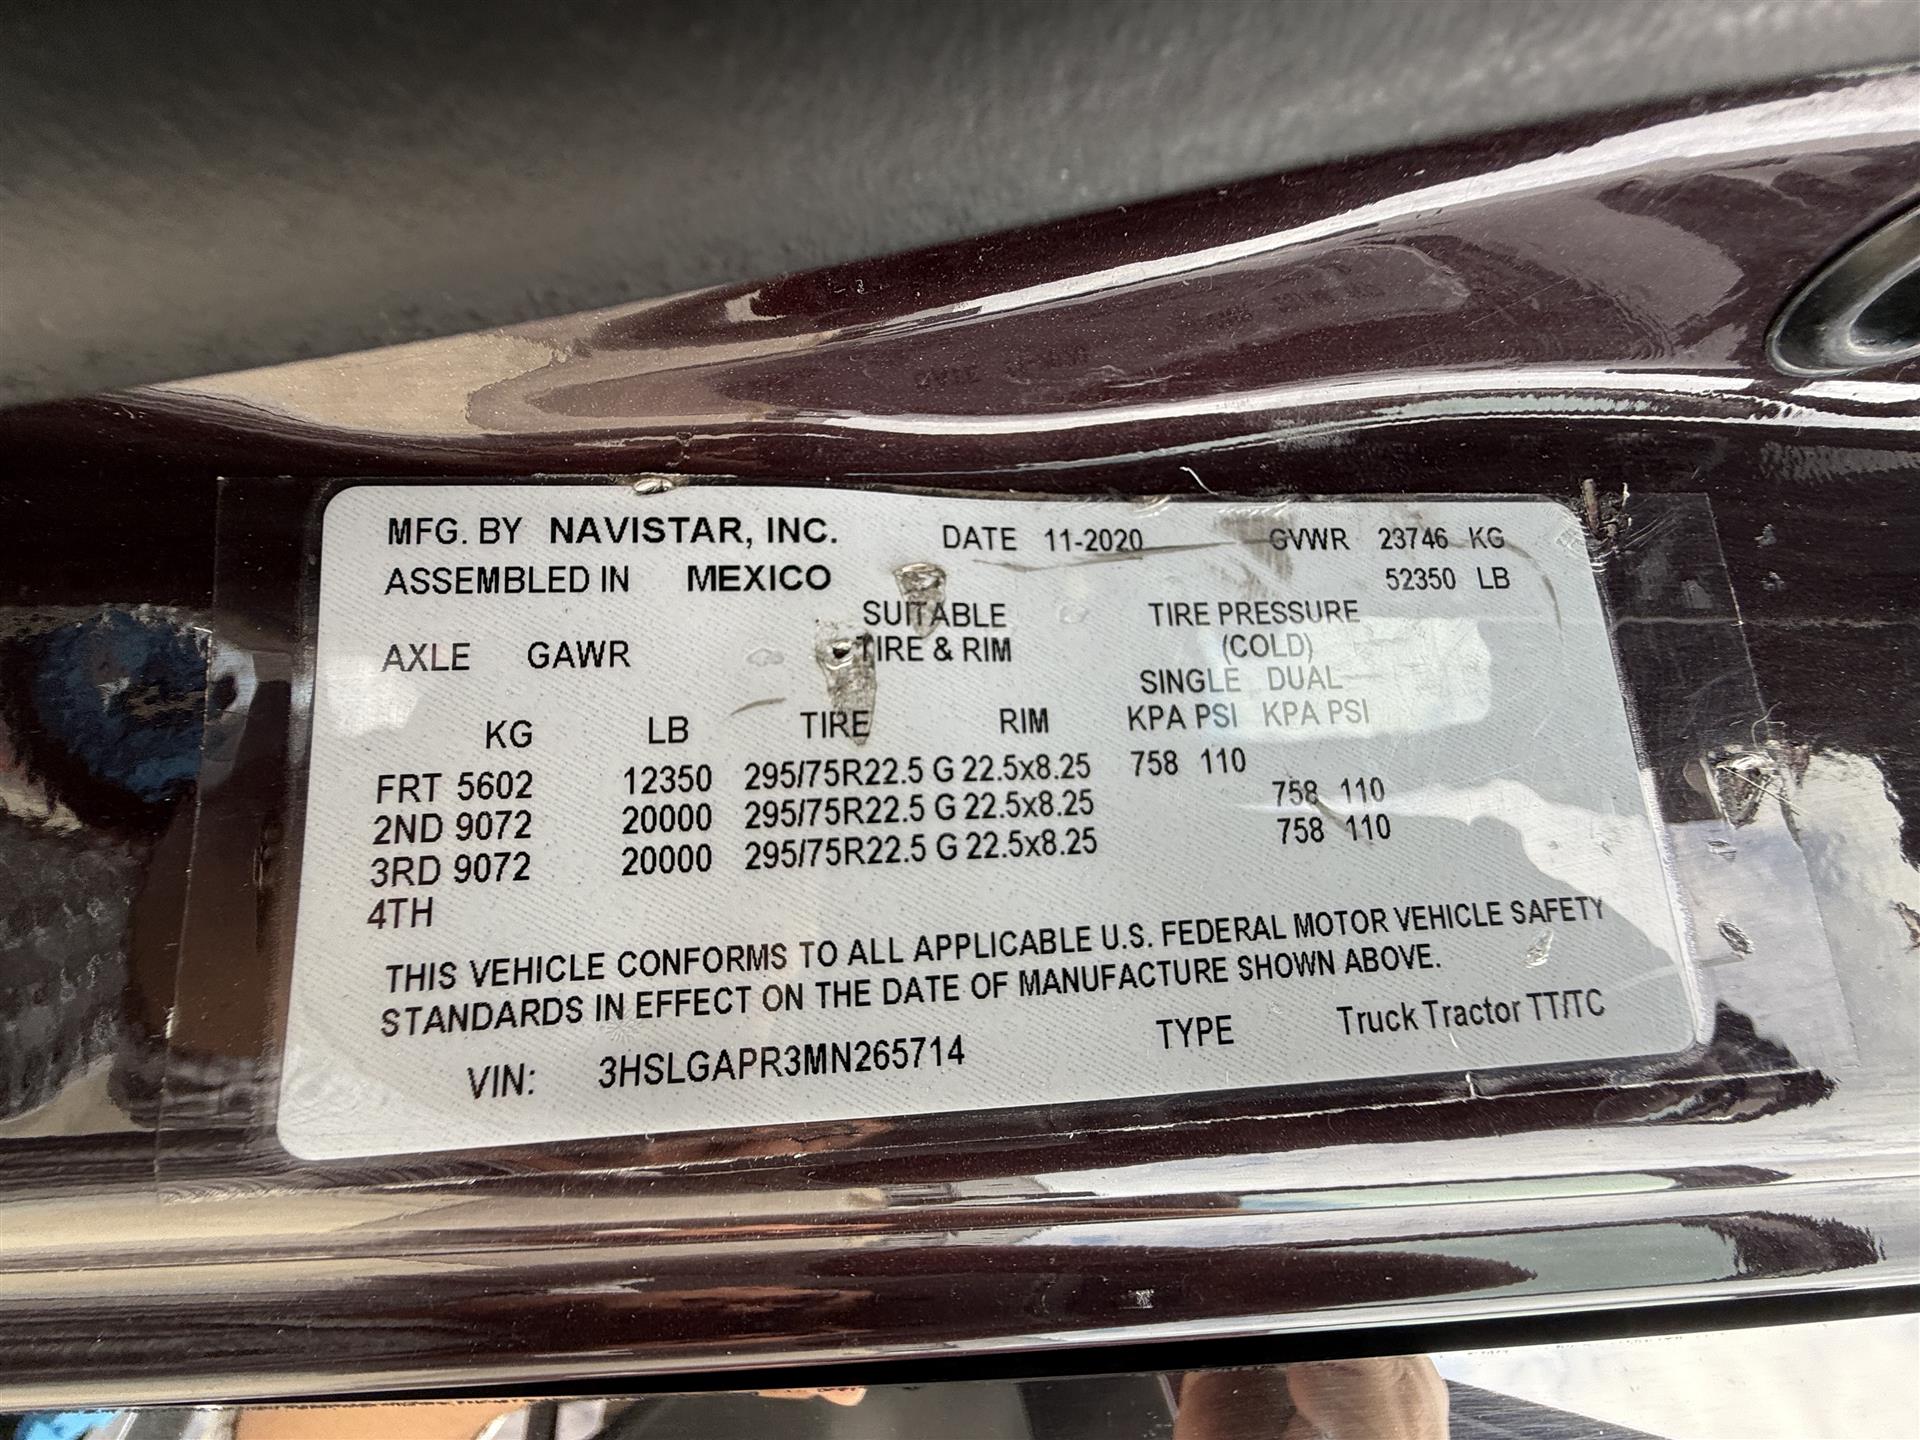 MFG. BY NAVISTAR, INC. DATE 11-2020 GVWR 23746 KG
ASSEMBLED IN MEXICO 52350 LB
SUITABLE TIRE PRESSURE
AXLE GAWR TIRE & RIM (COLD)
SINGLE DUAL
KG LB TIRE RIM KPA PSI KPA PSI
FRT 5602 12350 295/75R22.5 G 22.5x8.25 758 110
2ND 9072 20000 295/75R22.5 G 22.5x8.25 758 110
3RD 9072 20000 295/75R22.5 G 22.5x8.25 758 110
4TH
THIS VEHICLE CONFORMS TO ALL APPLICABLE U.S. FEDERAL MOTOR VEHICLE SAFETY
STANDARDS IN EFFECT ON THE DATE OF MANUFACTURE SHOWN ABOVE.
VIN: 3HSLGAPR3MN265714 TYPE Truck Tractor TT/TC